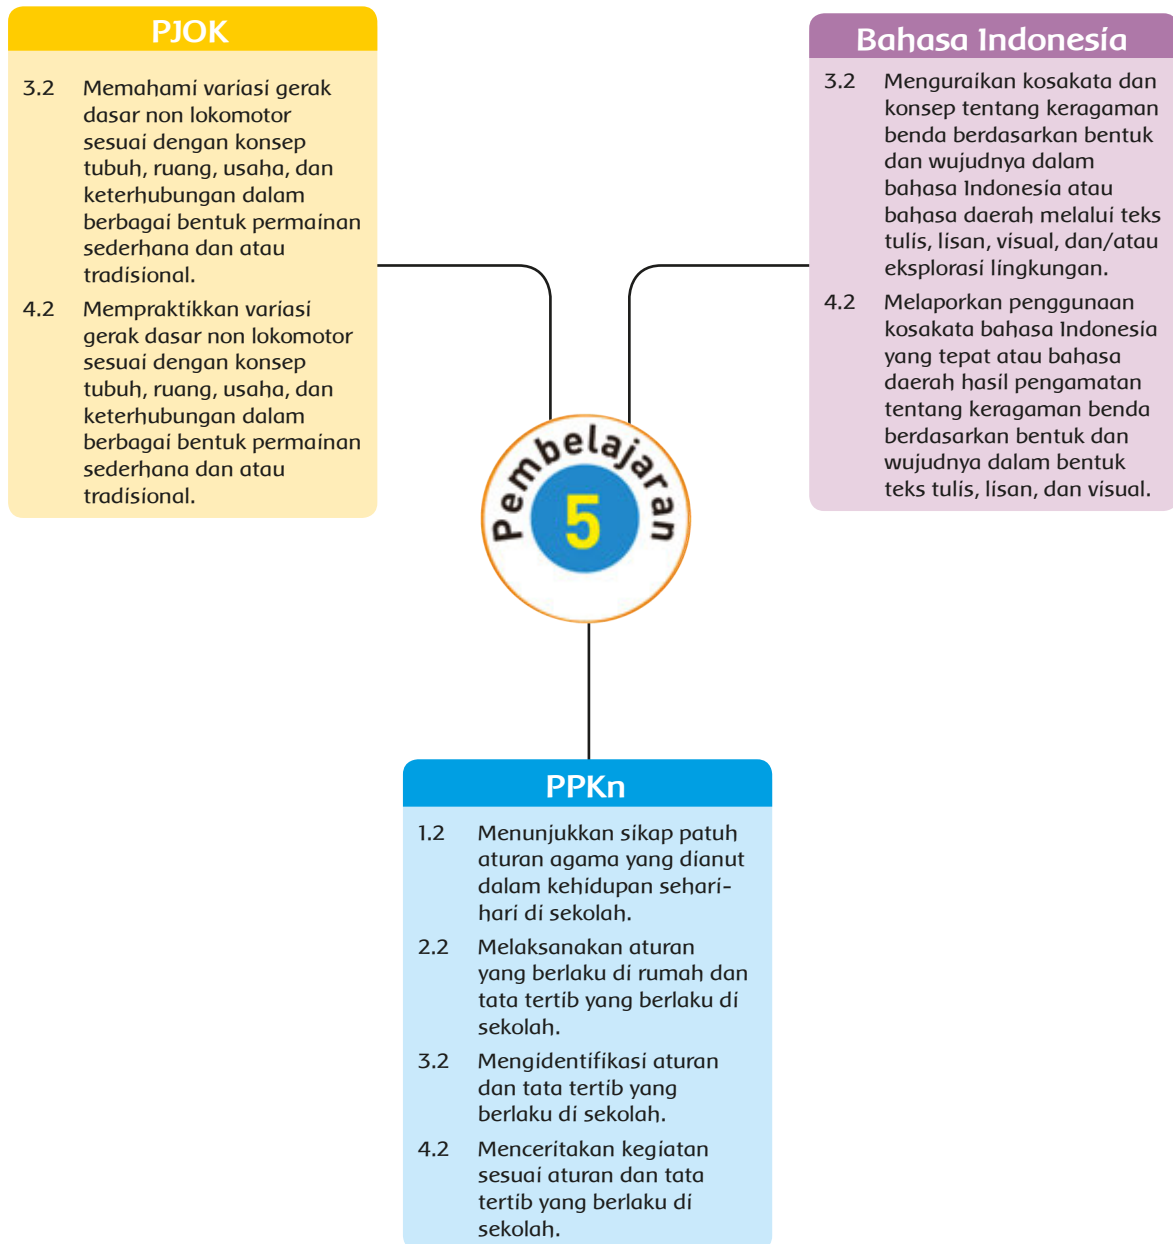 PJOK
3.2 Memahami variasi gerak
dasar non lokomotor
sesuai dengan konsep
tubuh, ruang, usaha, dan
keterhubungan dalam
berbagai bentuk permainan
sederhana dan atau
tradisional.
4.2 Mempraktikkan variasi
gerak dasar non lokomotor
sesuai dengan konsep
tubuh, ruang, usaha, dan
keterhubungan dalam
berbagai bentuk permainan
sederhana dan atau
tradisional.
Bahasa Indonesia
3.2 Menguraikan kosakata dan
konsep tentang keragaman
benda berdasarkan bentuk
dan wujudnya dalam
bahasa Indonesia atau
bahasa daerah melalui teks
tulis, lisan, visual, dan/atau
eksplorasi lingkungan.
4.2 Melaporkan penggunaan
kosakata bahasa Indonesia
yang tepat atau bahasa
daerah hasil pengamatan
tentang keragaman benda
berdasarkan bentuk dan
wujudnya dalam bentuk
teks tulis, lisan, dan visual.
Pembelajaran
5
PPKn
1.2 Menunjukkan sikap patuh
aturan agama yang dianut
dalam kehidupan sehari-
hari di sekolah.
2.2 Melaksanakan aturan
yang berlaku di rumah dan
tata tertib yang berlaku di
sekolah.
3.2 Mengidentifikasi aturan
dan tata tertib yang
berlaku di sekolah.
4.2 Menceritakan kegiatan
sesuai aturan dan tata
tertib yang berlaku di
sekolah.